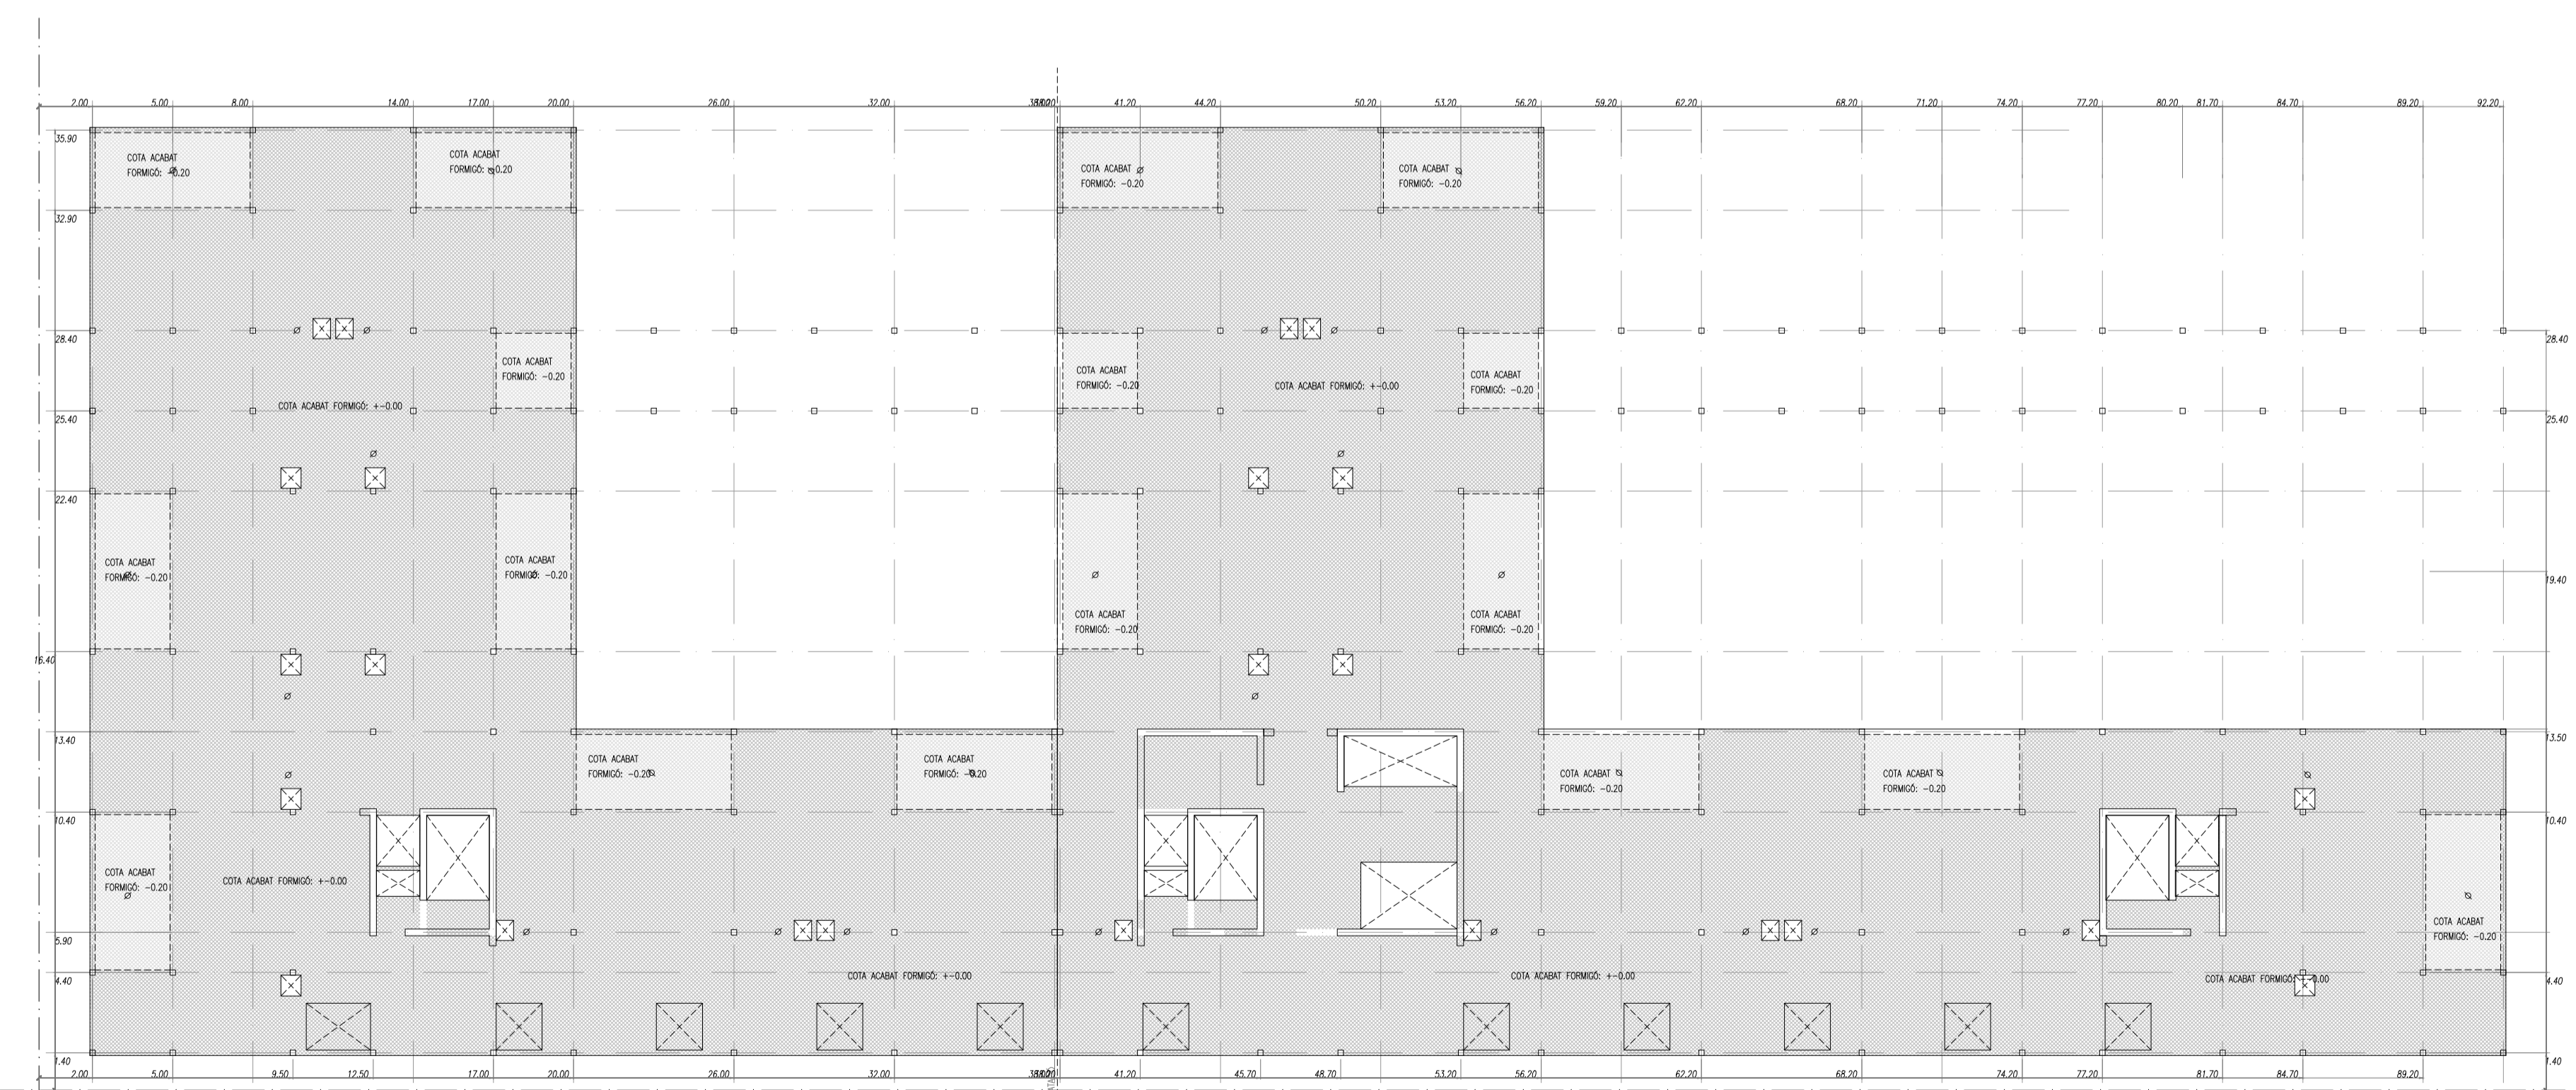 2.00 5.00 8.00 14.00 17.00 20.00 26.00 32.00 38.20 41.20 44.20 50.20 53.20 56.20 59.20 62.20 68.20 71.20 74.20 77.20 80.20 81.70 84.70 89.20 92.20
35.90
COTA ACABAT
FORMIGÓ: -0.20
COTA ACABAT
FORMIGÓ: -0.20
COTA ACABAT
FORMIGÓ: -0.20
COTA ACABAT
FORMIGÓ: -0.20
32.90
28.40
28.40
COTA ACABAT
FORMIGÓ: -0.20
COTA ACABAT
FORMIGÓ: -0.20
COTA ACABAT
FORMIGÓ: -0.20
COTA ACABAT FORMIGÓ: +-0.00
COTA ACABAT FORMIGÓ: +-0.00
25.40
25.40
22.40
COTA ACABAT
FORMIGÓ: -0.20
COTA ACABAT
FORMIGÓ: -0.20
19.40
COTA ACABAT
FORMIGÓ: -0.20
COTA ACABAT
FORMIGÓ: -0.20
16.40
13.40
13.50
COTA ACABAT
FORMIGÓ: -0.20
COTA ACABAT
FORMIGÓ: -0.20
COTA ACABAT
FORMIGÓ: -0.20
COTA ACABAT
FORMIGÓ: -0.20
10.40
10.40
COTA ACABAT
FORMIGÓ: -0.20
COTA ACABAT FORMIGÓ: +-0.00
COTA ACABAT
FORMIGÓ: -0.20
5.90
COTA ACABAT FORMIGÓ: +-0.00
COTA ACABAT FORMIGÓ: +-0.00
COTA ACABAT FORMIGÓ: +-0.00
4.40
4.40
1.40
1.40
2.00 5.00 9.50 12.50 17.00 20.00 26.00 32.00 38.20 41.20 45.70 48.70 53.20 56.20 62.20 68.20 74.20 77.20 81.70 84.70 89.20